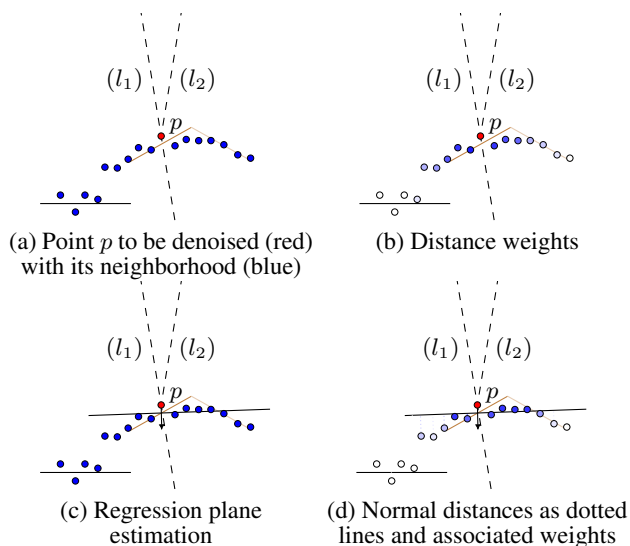 (l₁) (l₂)
p
(l₁) (l₂)
p
(a) Point p to be denoised (red)
with its neighborhood (blue)
(b) Distance weights
(l₁) (l₂)
p
(l₁) (l₂)
p
(c) Regression plane
estimation
(d) Normal distances as dotted
lines and associated weights